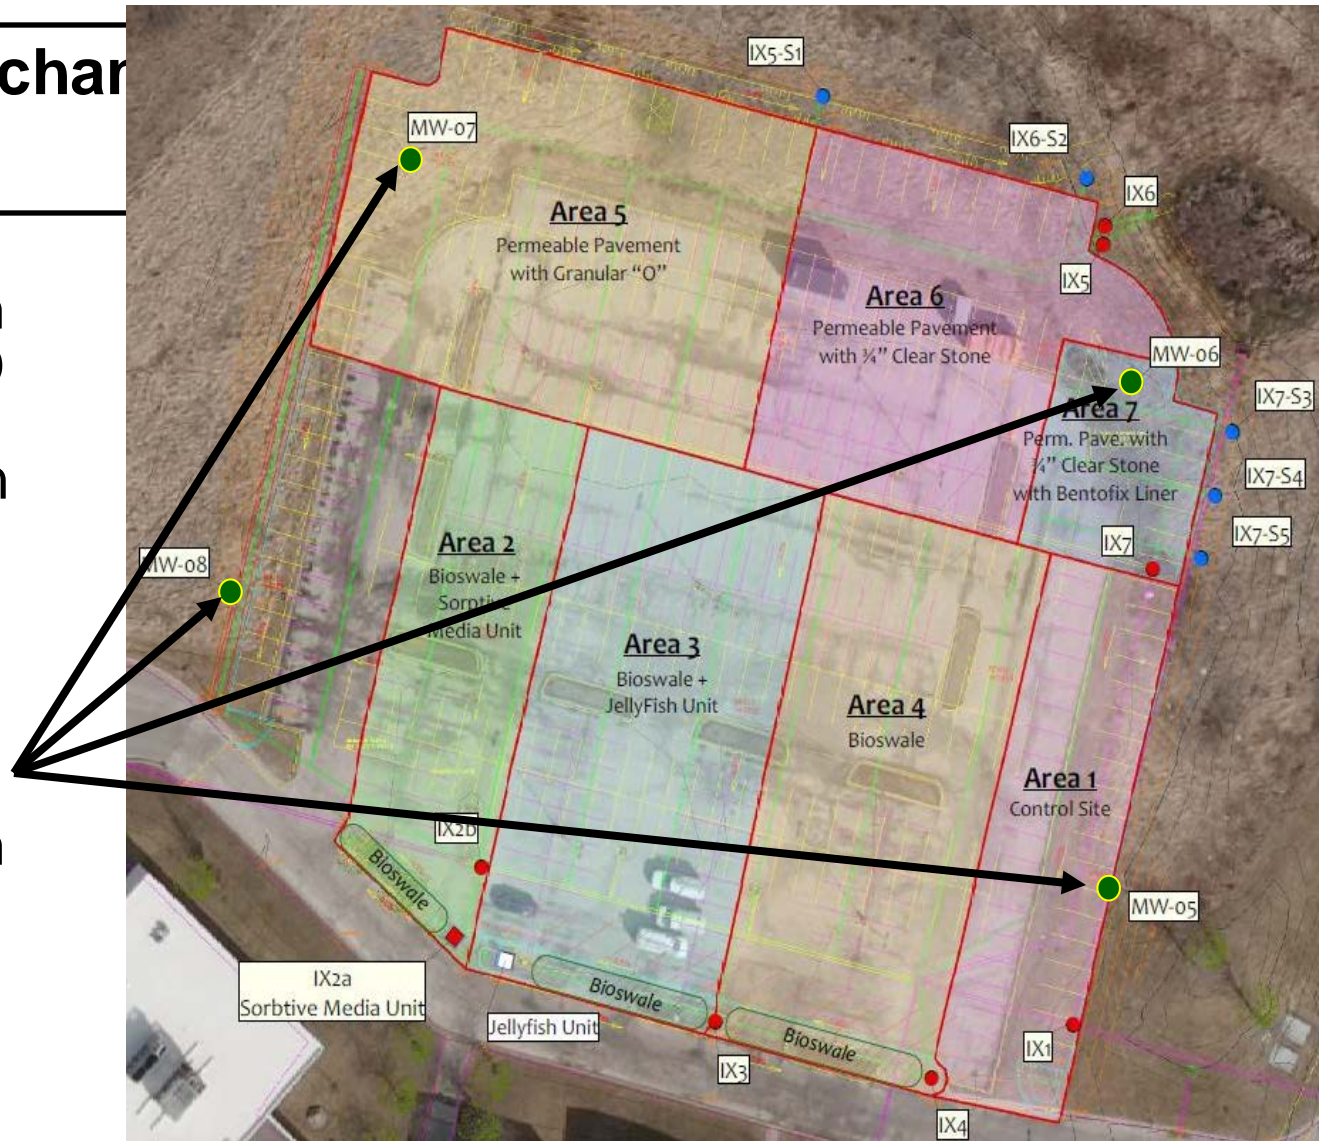 char
IX5-S1
MW-07
IX6-S2
IX6
Area 5
Permeable Pavement
with Granular “O”
IX5
Area 6
Permeable Pavement
with ¾” Clear Stone
MW-06
IX7-S3
Area 7
Perm. Pave. with
¾” Clear Stone
with Bentofix Liner
IX7-S4
IX7-S5
IX7
MW-08
Area 2
Bioswale +
Sorptive
Media Unit
Area 3
Bioswale +
JellyFish Unit
Area 4
Bioswale
Area 1
Control Site
IX2b
Bioswale
MW-05
IX2a
Sorbtive Media Unit
Bioswale
Jellyfish Unit
Bioswale
IX1
IX3
IX4